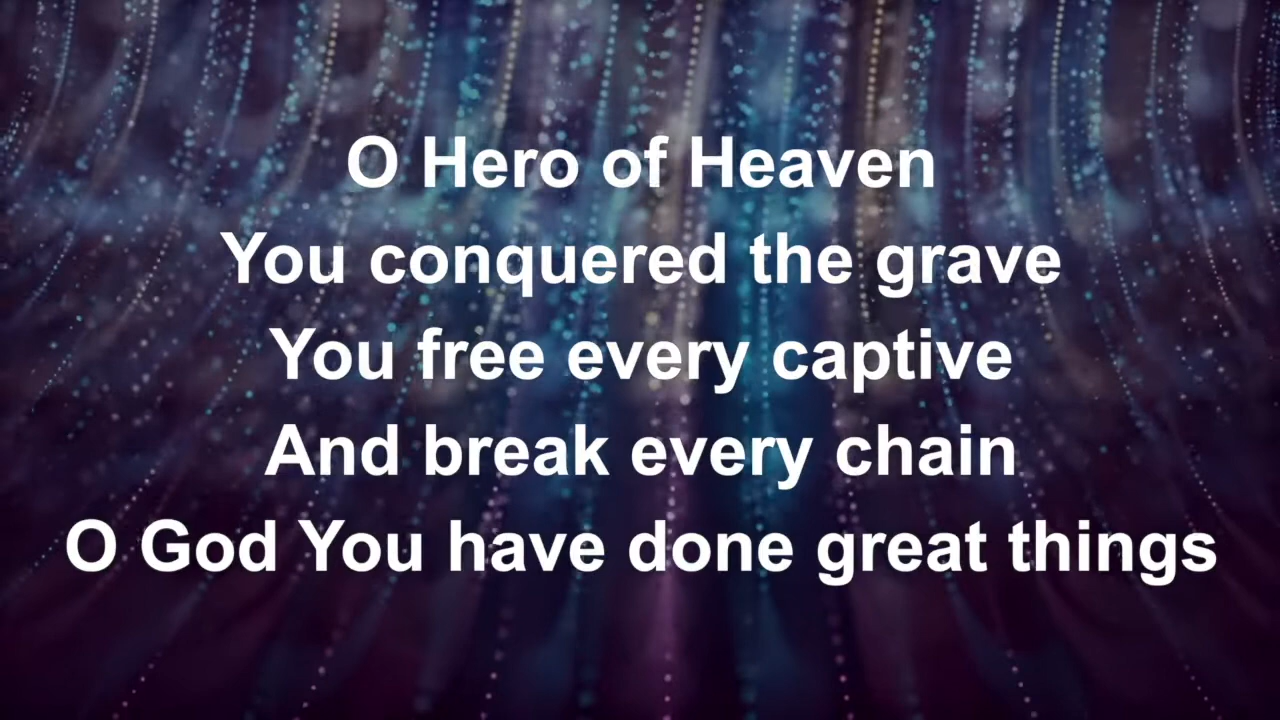 O Hero of Heaven
You conquered the grave
You free every captive
And break every chain
O God You have done great things